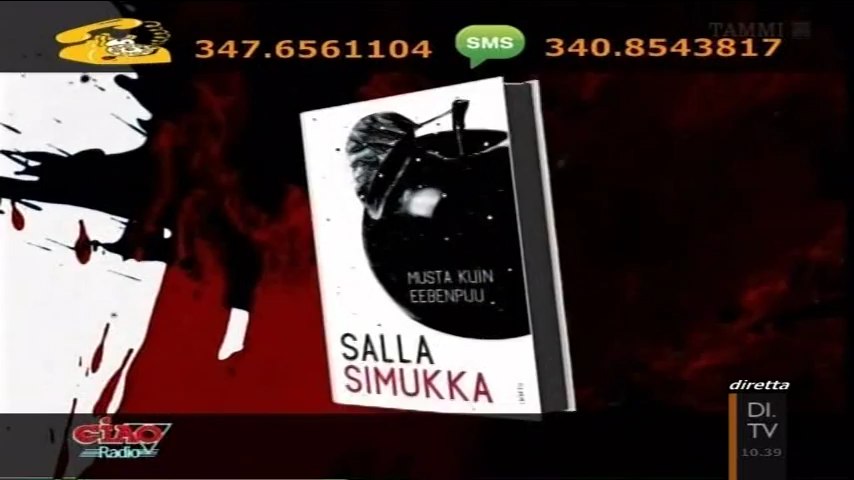 347.6561104
SMS
340.8543817
TAMMI
MUSTA KUIN
EEBENPUU
SALLA
SIMUKKA
diretta
DI.
TV
10.39
CIAO
Radio